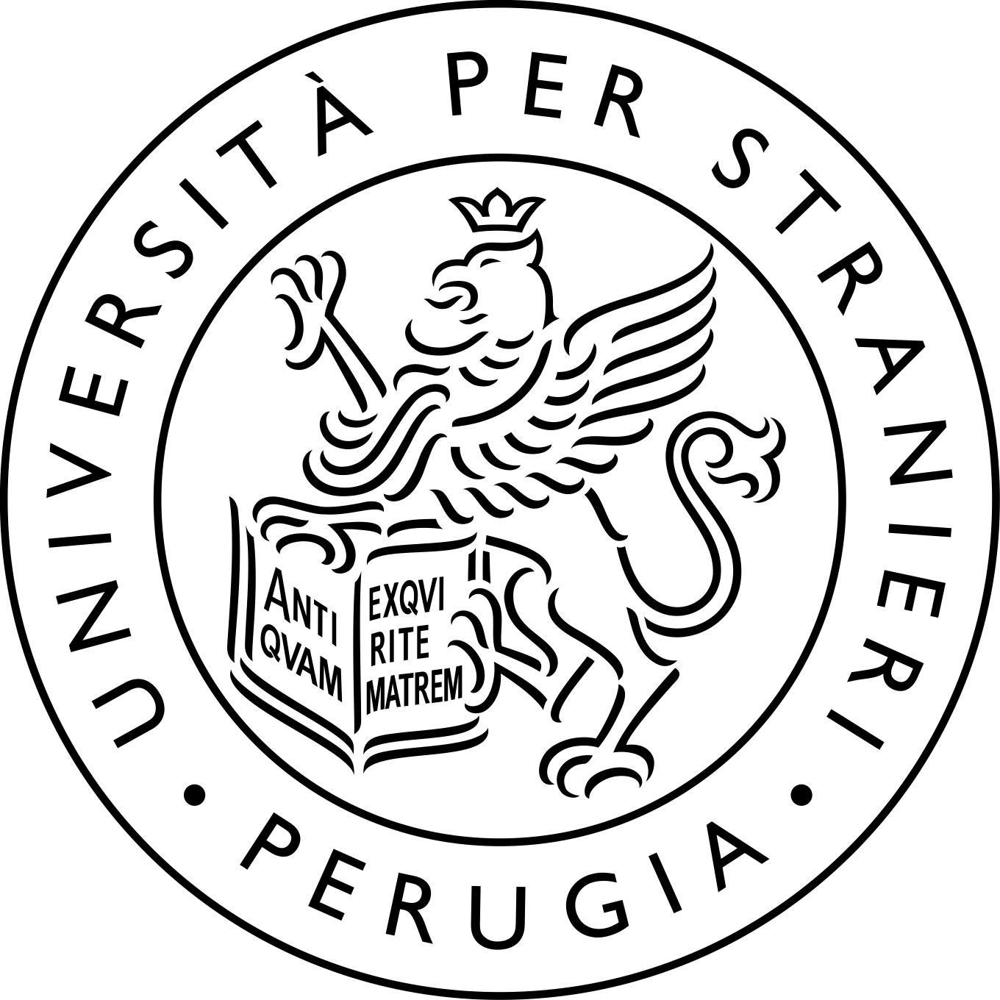 UNIVERSITÀ PER STRANIERI
• PERUGIA •
ANTI
QVAM
EXQVI
RITE
MATREM